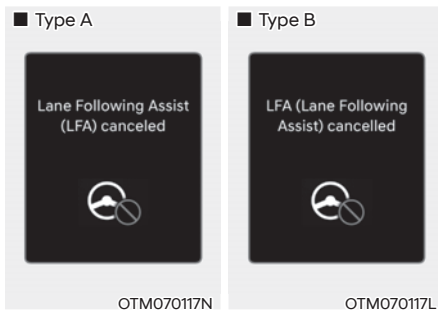 ■ Type A
Lane Following Assist
(LFA) canceled
OTM070117N
■ Type B
LFA (Lane Following
Assist) cancelled
OTM070117L